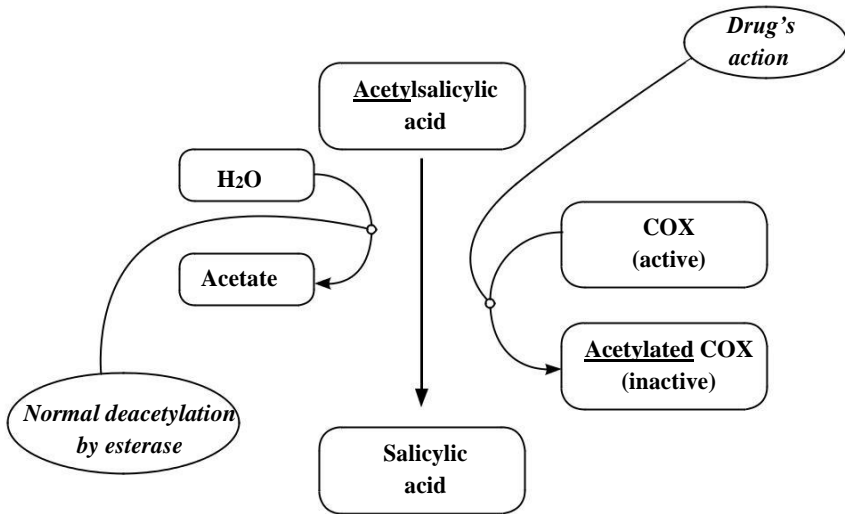 Drug’s
action
Acetylsalicylic
acid
H2O
COX
(active)
Acetate
Acetylated COX
(inactive)
Normal deacetylation
by esterase
Salicylic
acid